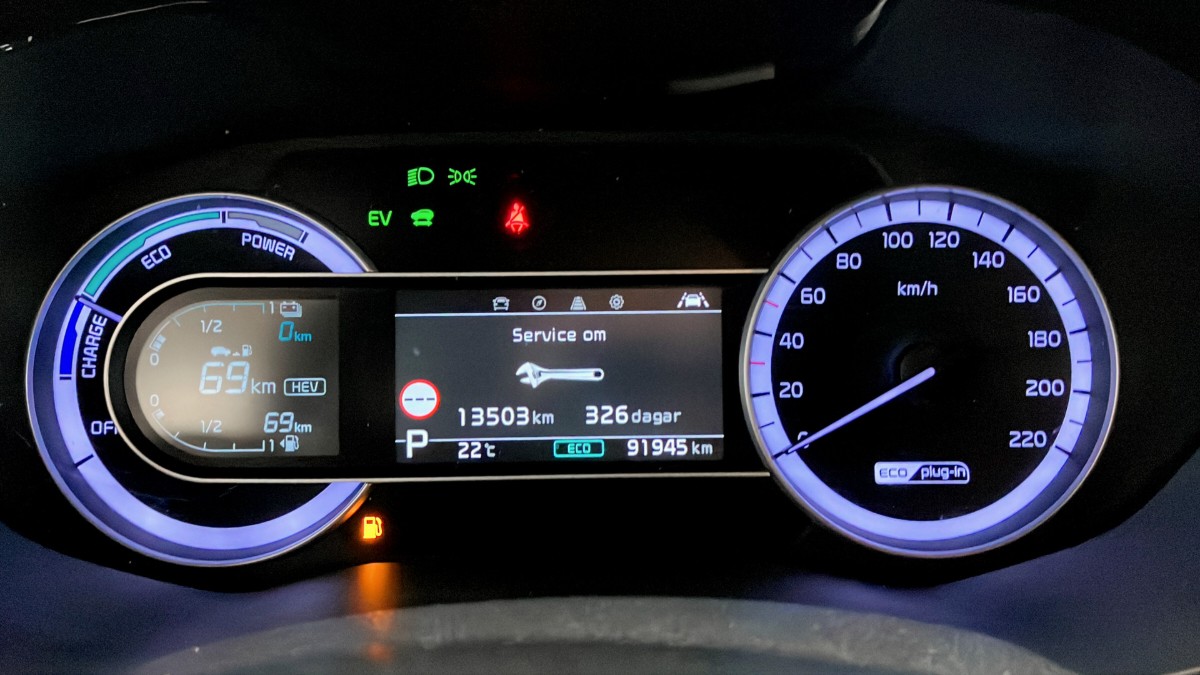 EV
ECO
POWER
CHARGE
OF
1
1/2
0km
0
69km
HEV
0
1/2
69km
1
Service om
13503km 326dagar
P
22℃
ECO
91945km
km/h
20
40
60
80
100
120
140
160
180
200
220
ECO plug-in